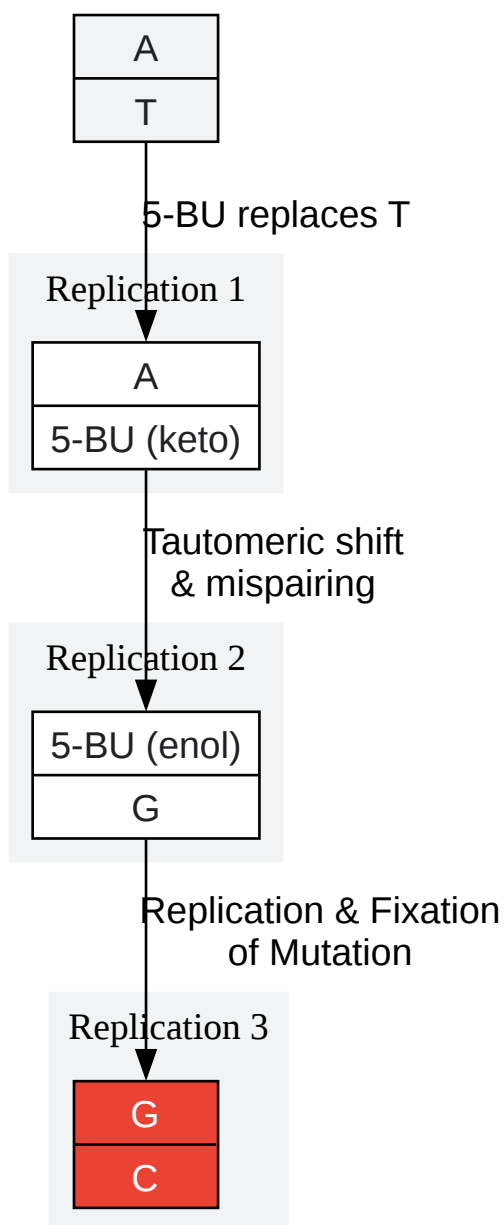 A
T
5-BU replaces T
Replication 1
A
5-BU (keto)
Tautomeric shift
& mispairing
Replication 2
5-BU (enol)
G
Replication & Fixation
of Mutation
Replication 3
G
C